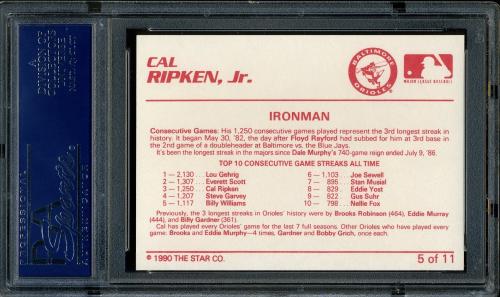 A
DIVISION OF
COLLECTORS
UNIVERSE
NASDAQ: CLCT
PSA
PROFESSIONAL
CAL
RIPKEN, Jr.
BALTIMORE
ORIOLES
MAJOR LEAGUE BASEBALL
IRONMAN
Consecutive Games: His 1,250 consecutive games played represent the 3rd longest streak in
history. It began May 30, '82, the day after Floyd Rayford had subbed for him at 3rd base
in the 2nd game of a doubleheader at Baltimore vs. the Blue Jays.
It's been the longest streak in the majors since Dale Murphy's 740-game reign ended July 9, '86.
TOP 10 CONSECUTIVE GAME STREAKS ALL TIME
1 — 2,130 .. Lou Gehrig
2 — 1,307 .. Everett Scott
3 — 1,250 .. Cal Ripken
4 — 1,207 .. Steve Garvey
5 — 1,117 .. Billy Williams
6 — 1,103 .. Joe Sewell
7 — 895 .... Stan Musial
8 — 829 .... Eddie Yost
9 — 822 .... Gus Suhr
10 — 798 .... Nellie Fox
Previously, the 3 longest streaks in Orioles' history were by Brooks Robinson (464), Eddie Murray
(444), and Billy Gardner (361).
Cal has played every Orioles' game for the last 7 full seasons. Other Orioles who have played every
game: Brooks and Eddie Murphy—4 times, Gardner and Bobby Grich, once each.
© 1990 THE STAR CO.
5 of 11